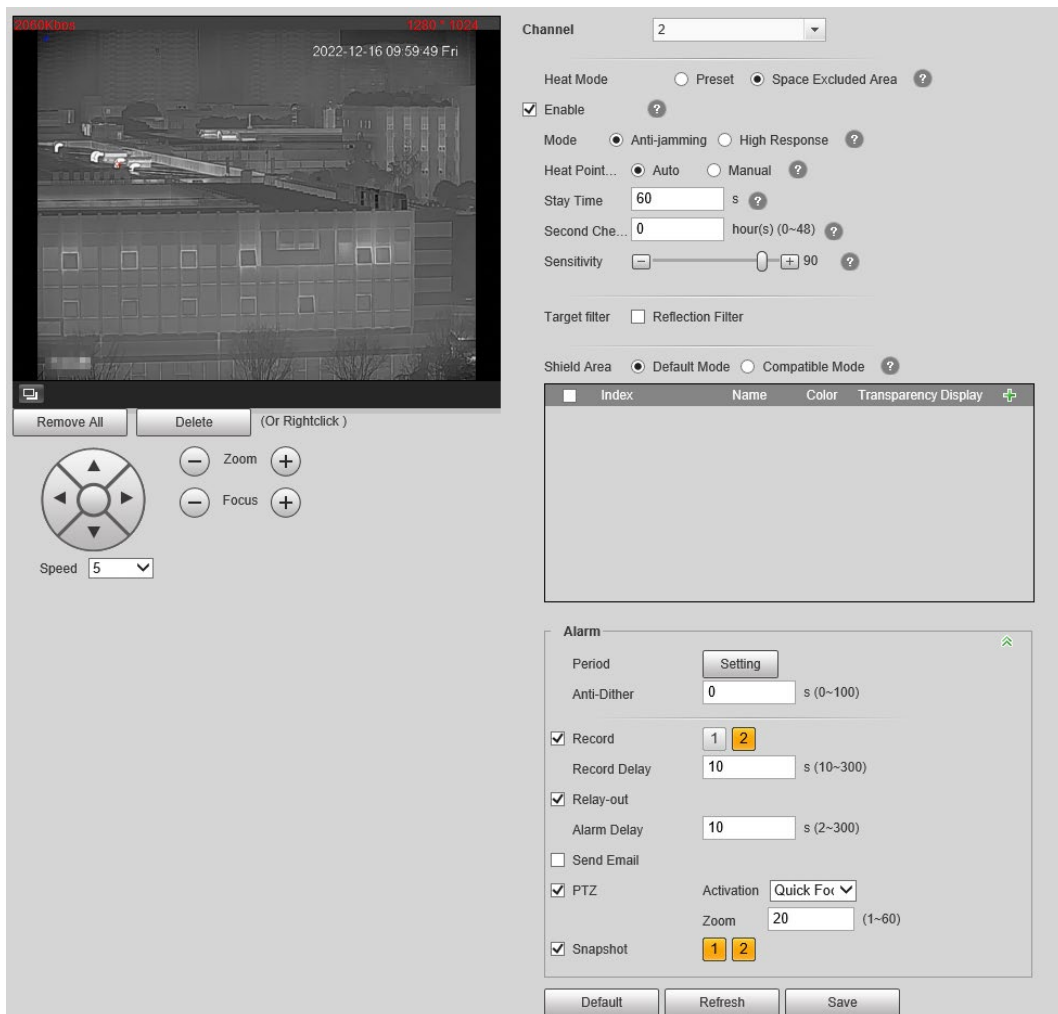 2060Kbps 1280 * 1024
2022-12-16 09:59:49 Fri
Remove All Delete (Or Rightclick )
Zoom
Focus
Speed 5
Channel 2
Heat Mode Preset Space Excluded Area ?
Enable ?
Mode Anti-jamming High Response ?
Heat Point... Auto Manual ?
Stay Time 60 s ?
Second Che... 0 hour(s) (0~48) ?
Sensitivity 90 ?
Target filter Reflection Filter
Shield Area Default Mode Compatible Mode ?
Index Name Color Transparency Display
Alarm
Period Setting
Anti-Dither 0 s (0~100)
Record 1 2
Record Delay 10 s (10~300)
Relay-out
Alarm Delay 10 s (2~300)
Send Email
PTZ Activation Quick Foc
Zoom 20 (1~60)
Snapshot 1 2
Default Refresh Save